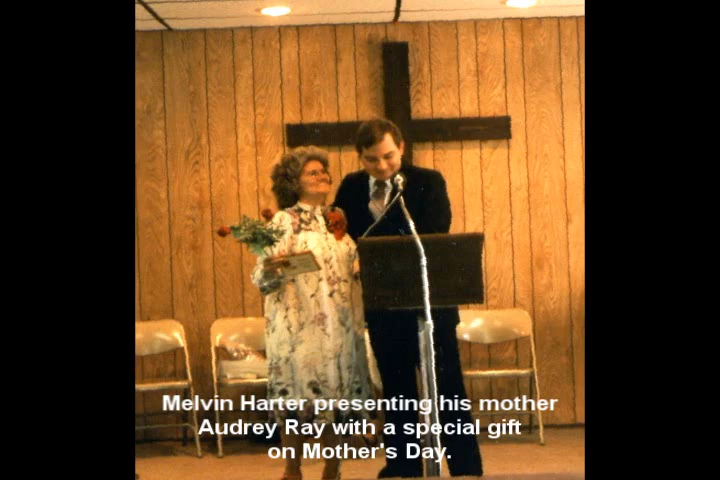 Melvin Harter presenting his mother
Audrey Ray with a special gift
on Mother's Day.